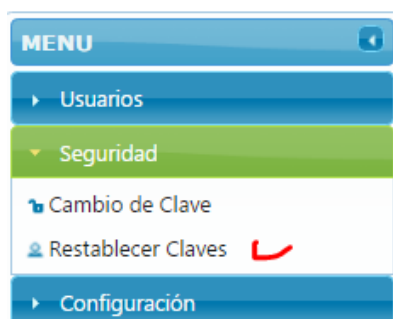 MENU
Usuarios
Seguridad
Cambio de Clave
Restablecer Claves
Configuración